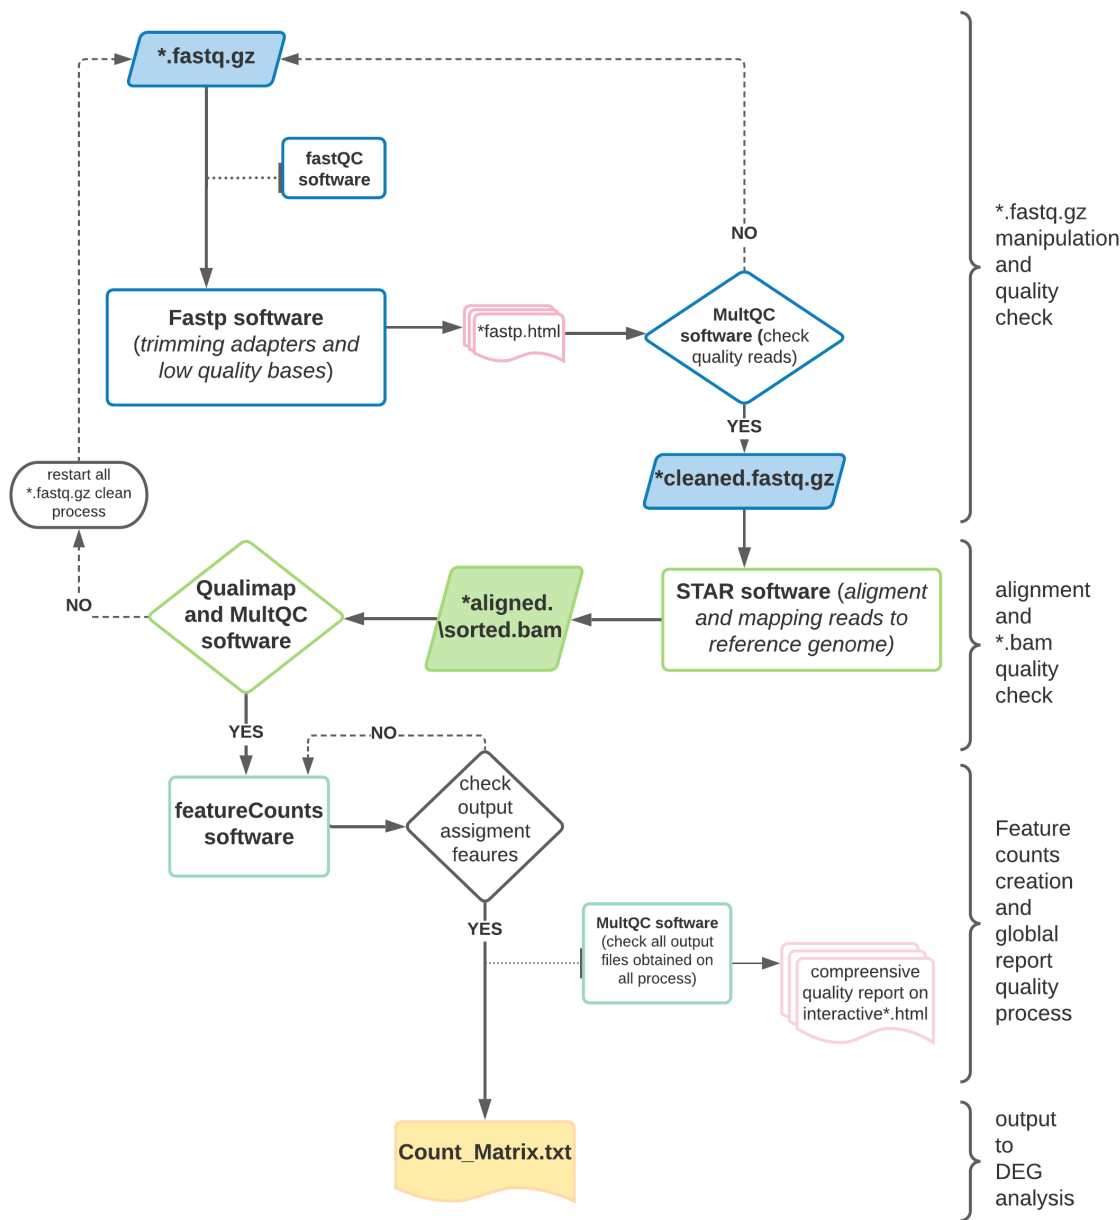 *.fastq.gz
fastQC
software
NO
*.fastq.gz
manipulation
and
quality
check
Fastp software
(trimming adapters and
low quality bases)
*fastp.html
MultQC
software (check
quality reads)
YES
*cleaned.fastq.gz
restart all
*.fastq.gz clean
process
NO
Qualimap
and MultQC
software
*aligned.
\sorted.bam
STAR software (aligment
and mapping reads to
reference genome)
alignment
and
*.bam
quality
check
YES
NO
featureCounts
software
check
output
assigment
feaures
YES
MultQC software
(check all output
files obtained on
all process)
compreensive
quality report on
interactive*.html
Feature
counts
creation
and
globlal
report
quality
process
Count_Matrix.txt
output
to
DEG
analysis